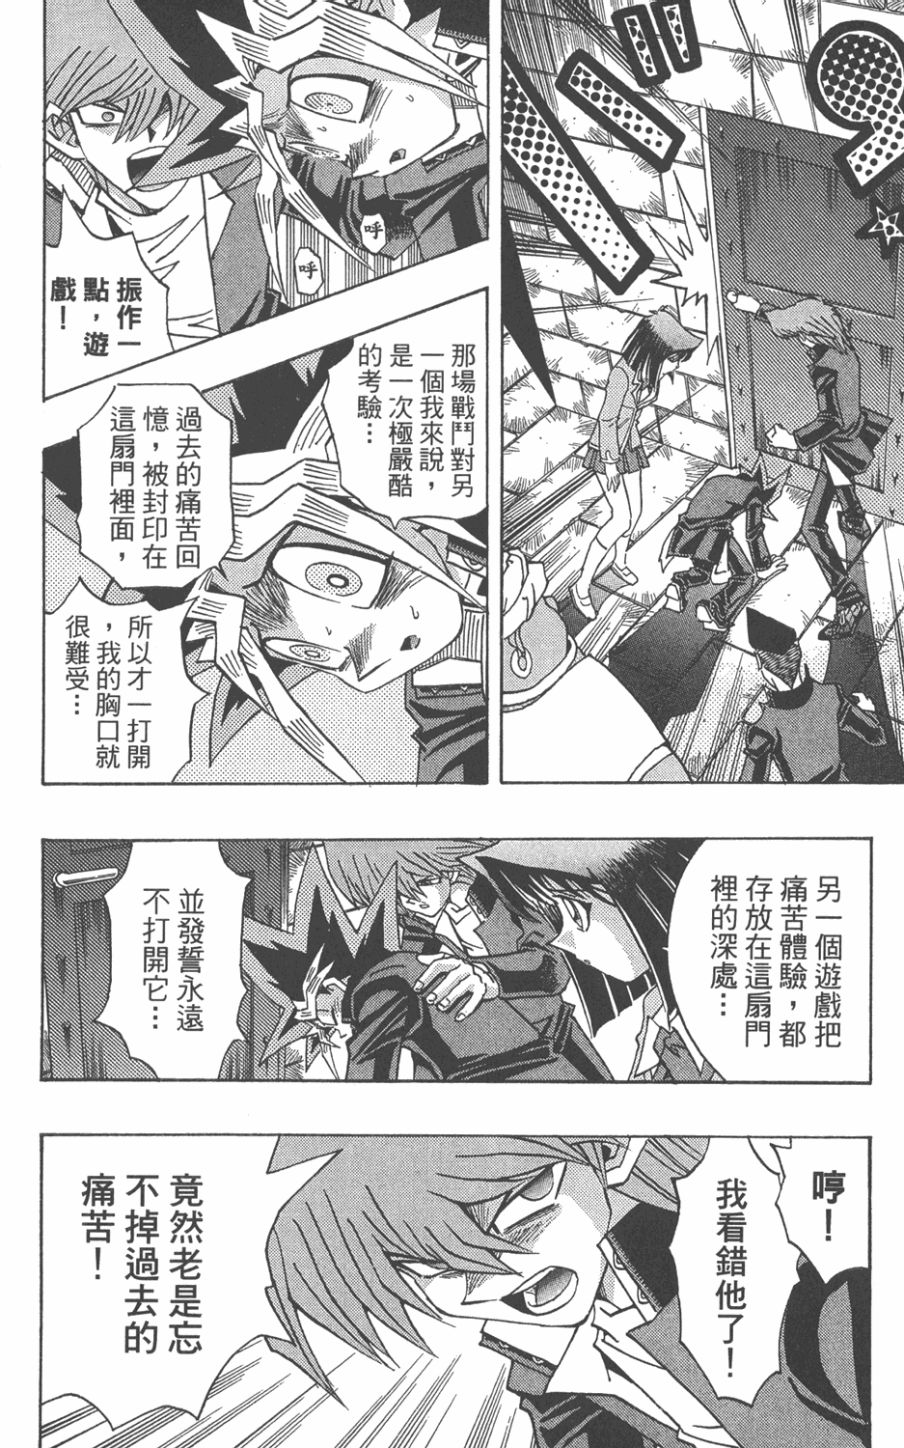 振作一
點，遊
戲！
呼
呼
那場戰鬥對另
一個我來說，
是一次極嚴酷
的考驗…
過去的痛苦回
憶，被封印在
這扇門裡面，
所以才一打開
，我的胸口就
很難受…
另一個遊戲把
痛苦體驗，都
存放在這扇門
裡的深處…
並發誓永遠
不打開它…
哼！
我看錯他了！
竟然老是忘
不掉過去的
痛苦！